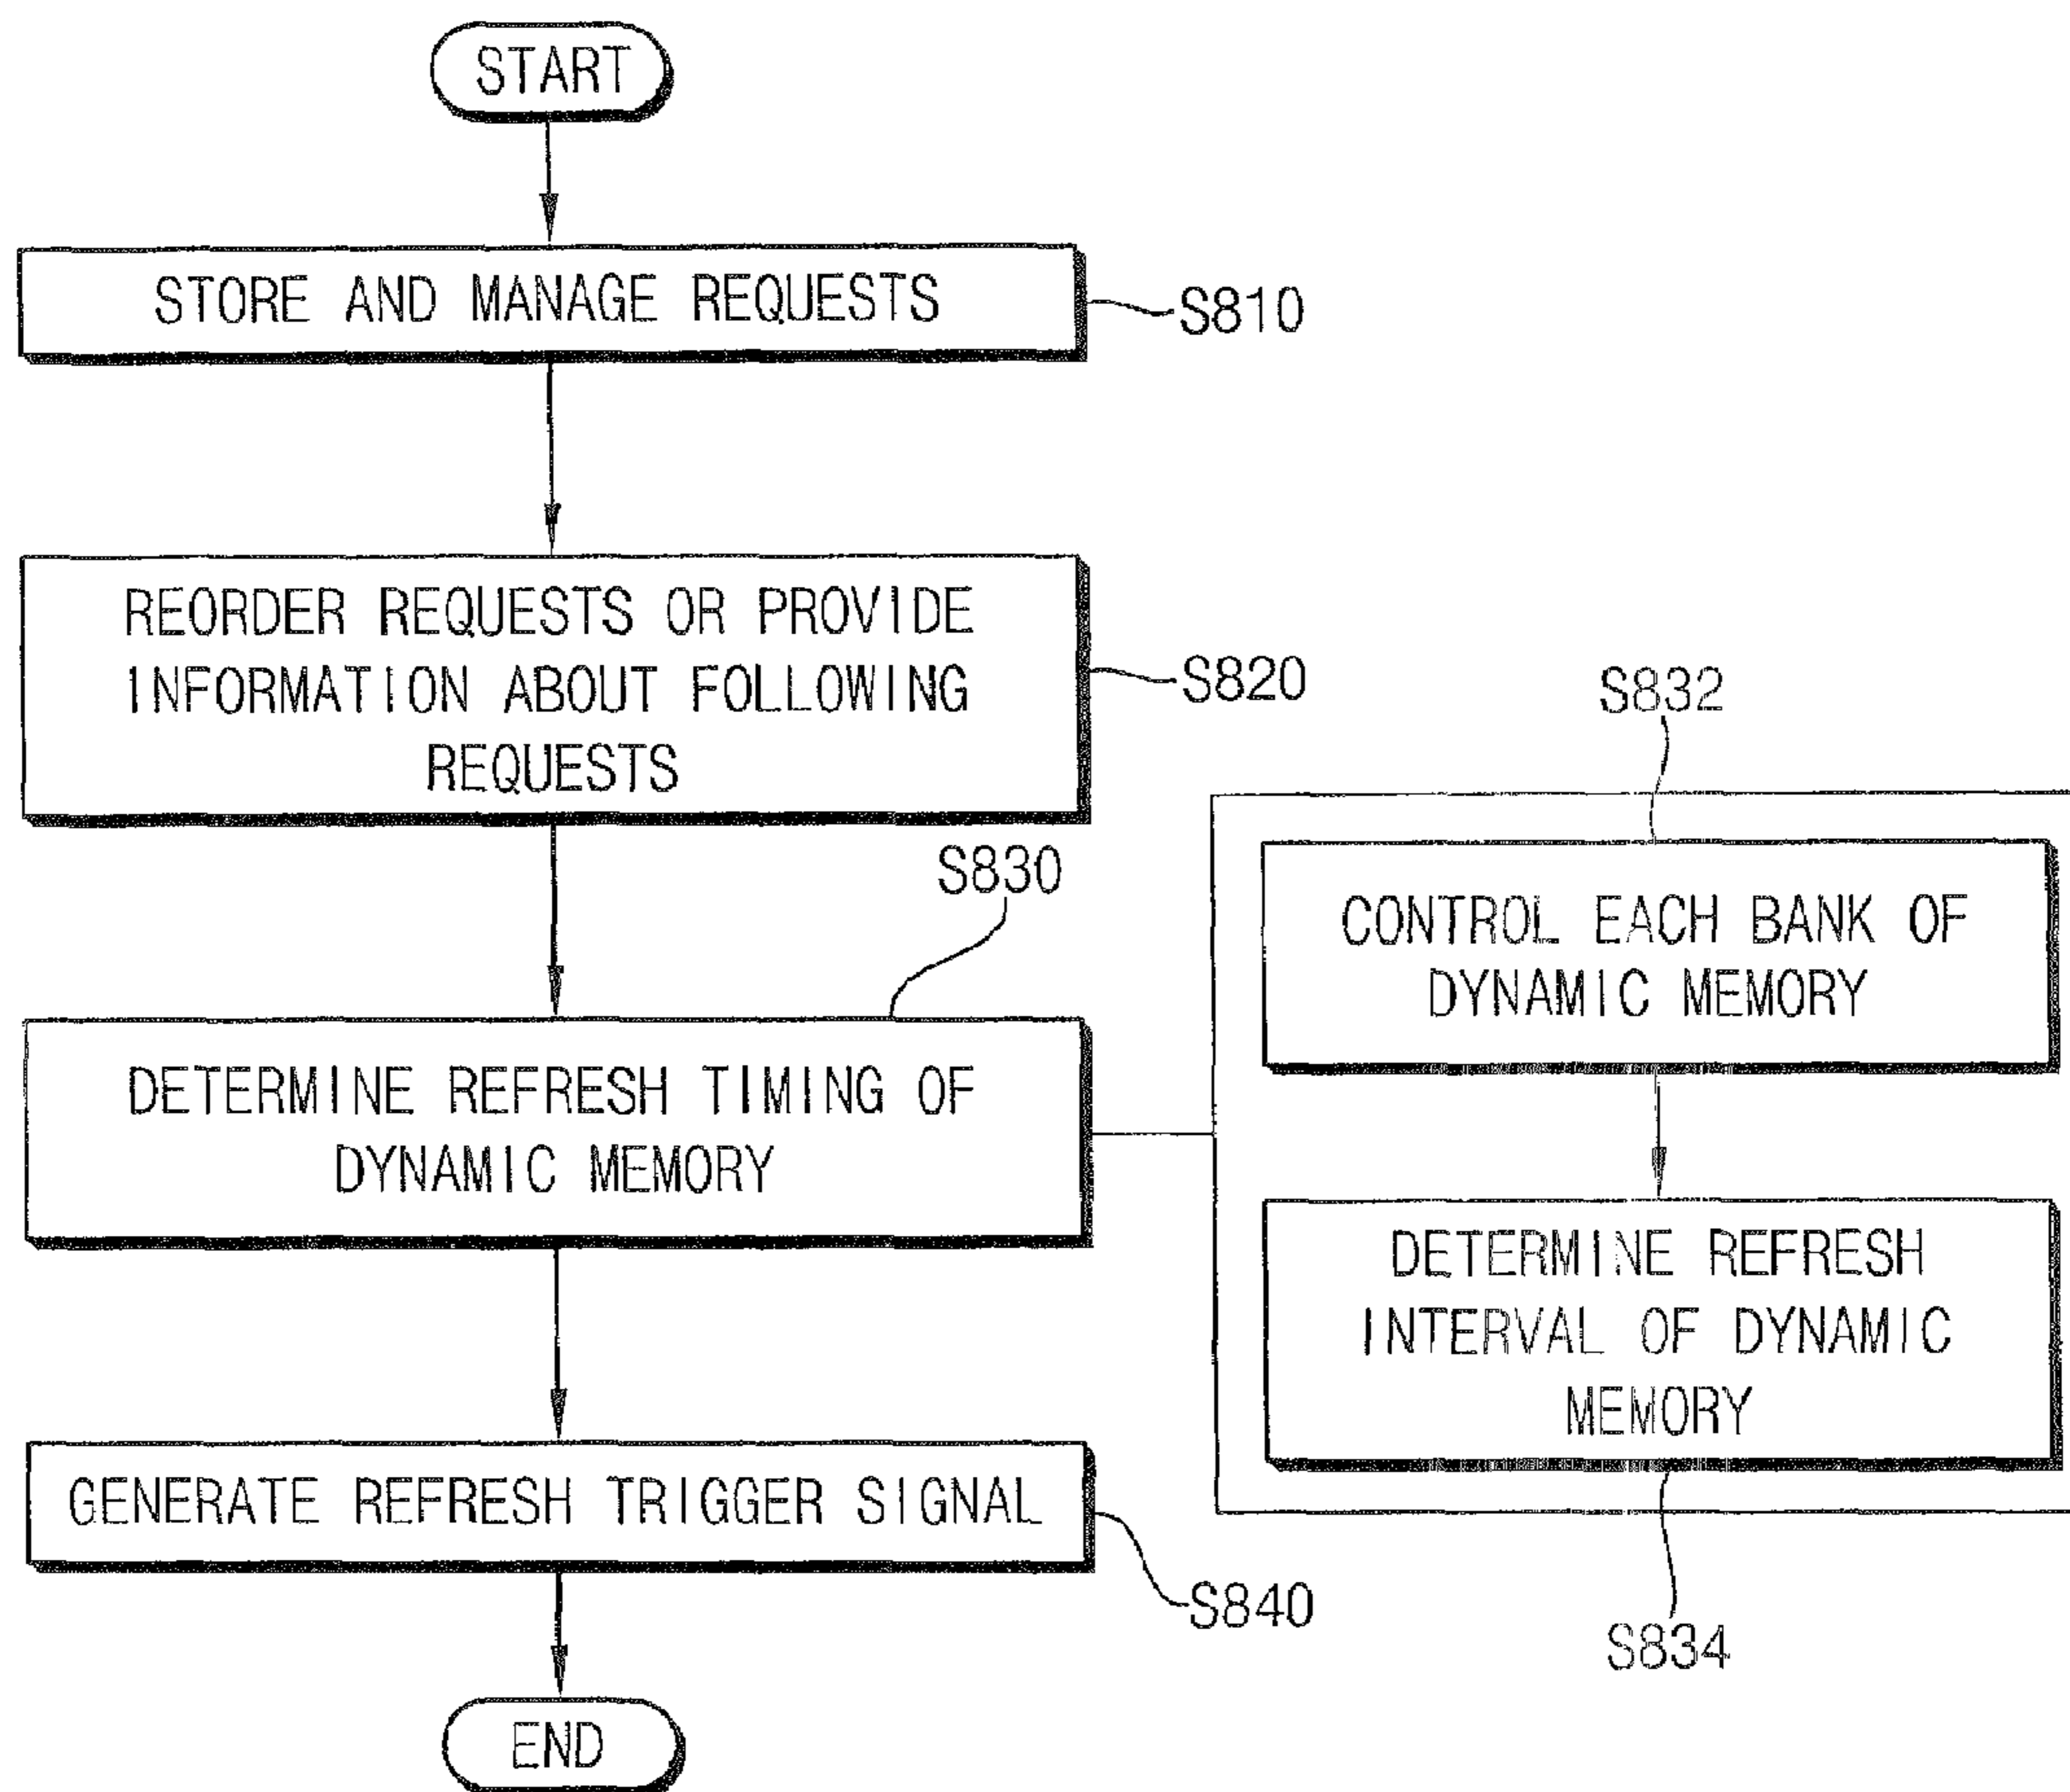 START
STORE AND MANAGE REQUESTS
S810
REORDER REQUESTS OR PROVIDE
INFORMATION ABOUT FOLLOWING
REQUESTS
S820
S830
DETERMINE REFRESH TIMING OF
DYNAMIC MEMORY
S832
CONTROL EACH BANK OF
DYNAMIC MEMORY
DETERMINE REFRESH
INTERVAL OF DYNAMIC
MEMORY
S834
GENERATE REFRESH TRIGGER SIGNAL
S840
END